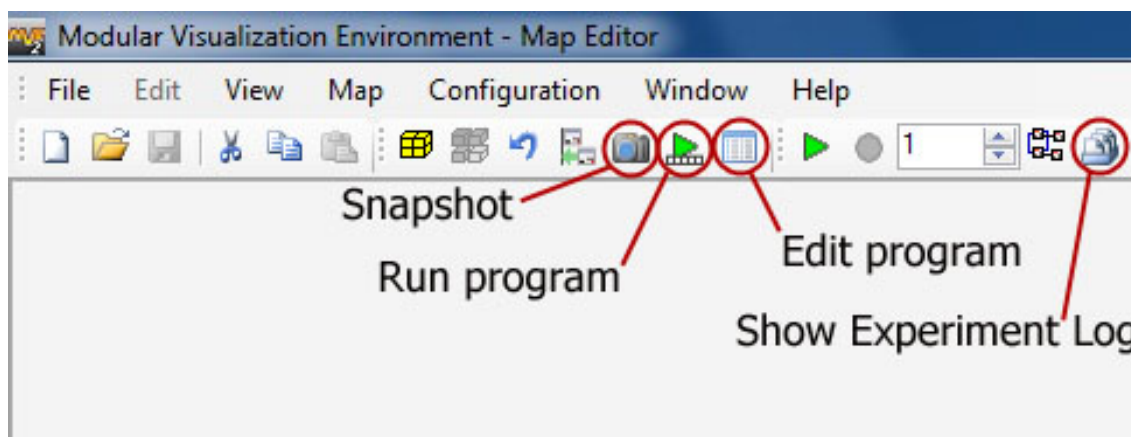 Modular Visualization Environment - Map Editor
File Edit View Map Configuration Window Help
1
Snapshot
Edit program
Run program
Show Experiment Log